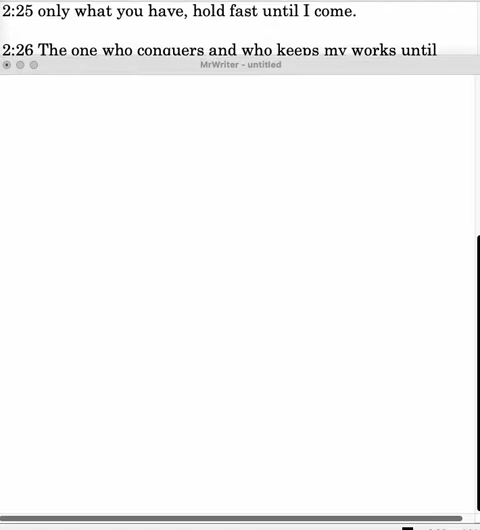 2:25 only what you have, hold fast until I come.
2:26 The one who conquers and who keeps my works until
MrWriter - untitled